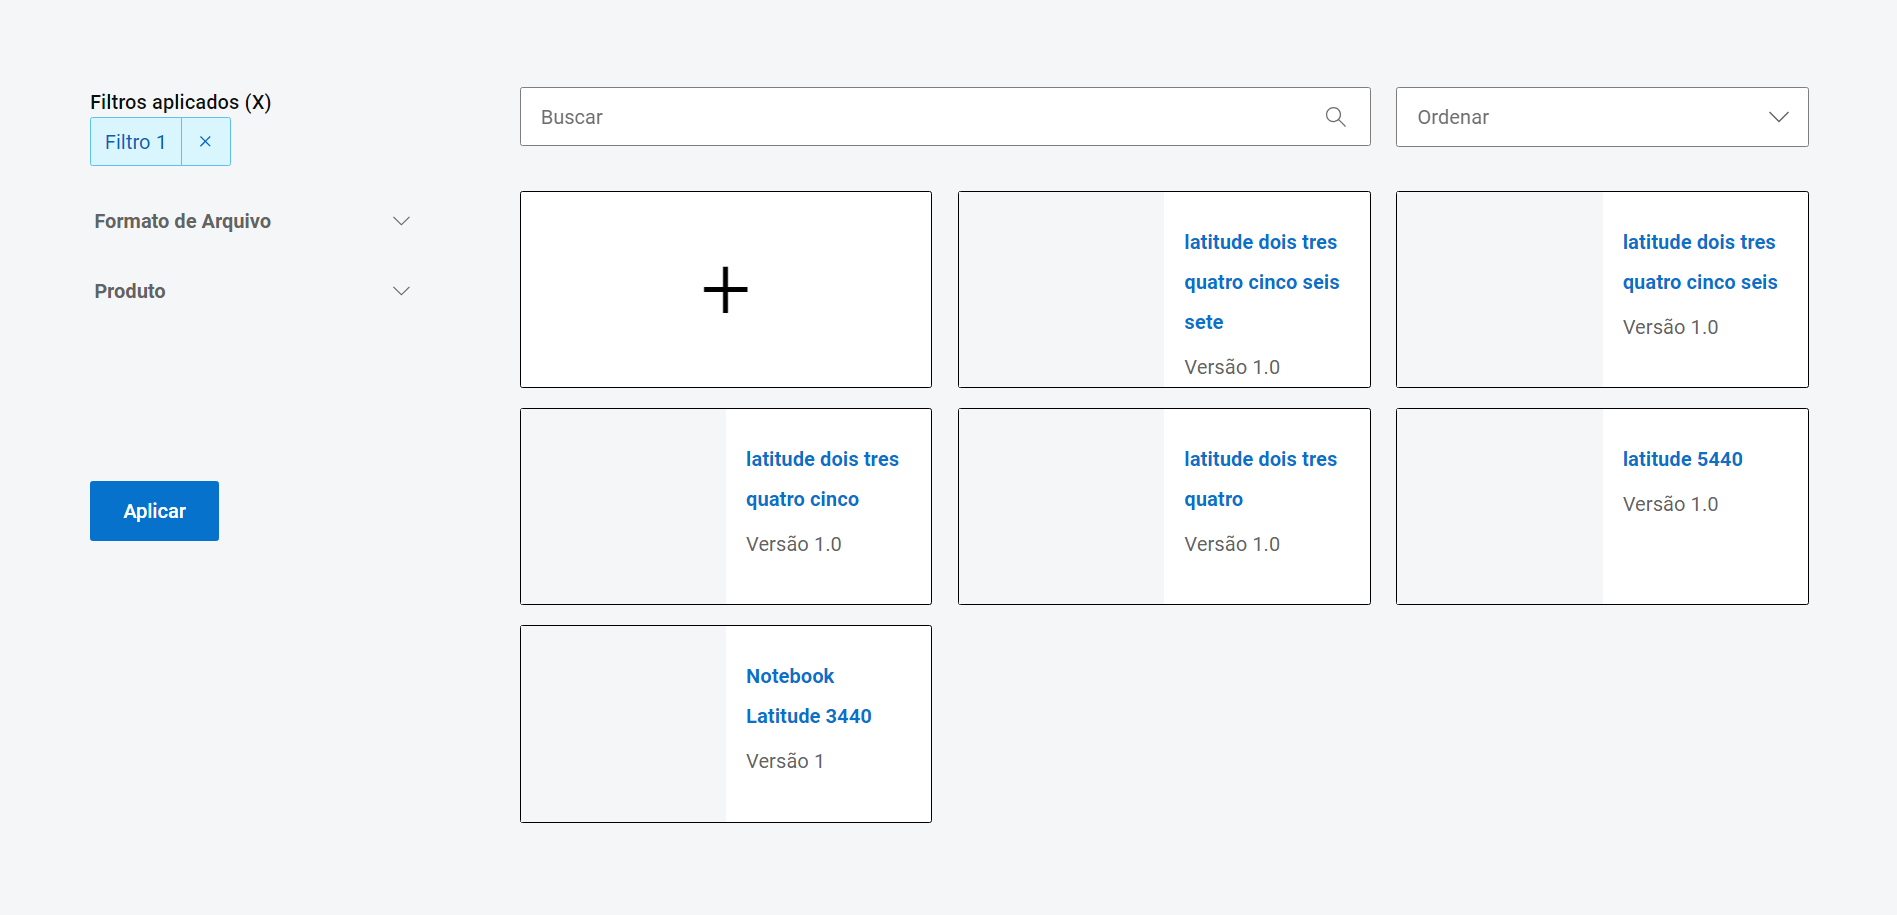 Filtros aplicados (X)
Filtro 1
Formato de Arquivo
Produto
Aplicar
Buscar
Ordenar
latitude dois tres
quatro cinco seis
sete
Versão 1.0
latitude dois tres
quatro cinco seis
Versão 1.0
latitude dois tres
quatro cinco
Versão 1.0
latitude dois tres
quatro
Versão 1.0
latitude 5440
Versão 1.0
Notebook
Latitude 3440
Versão 1